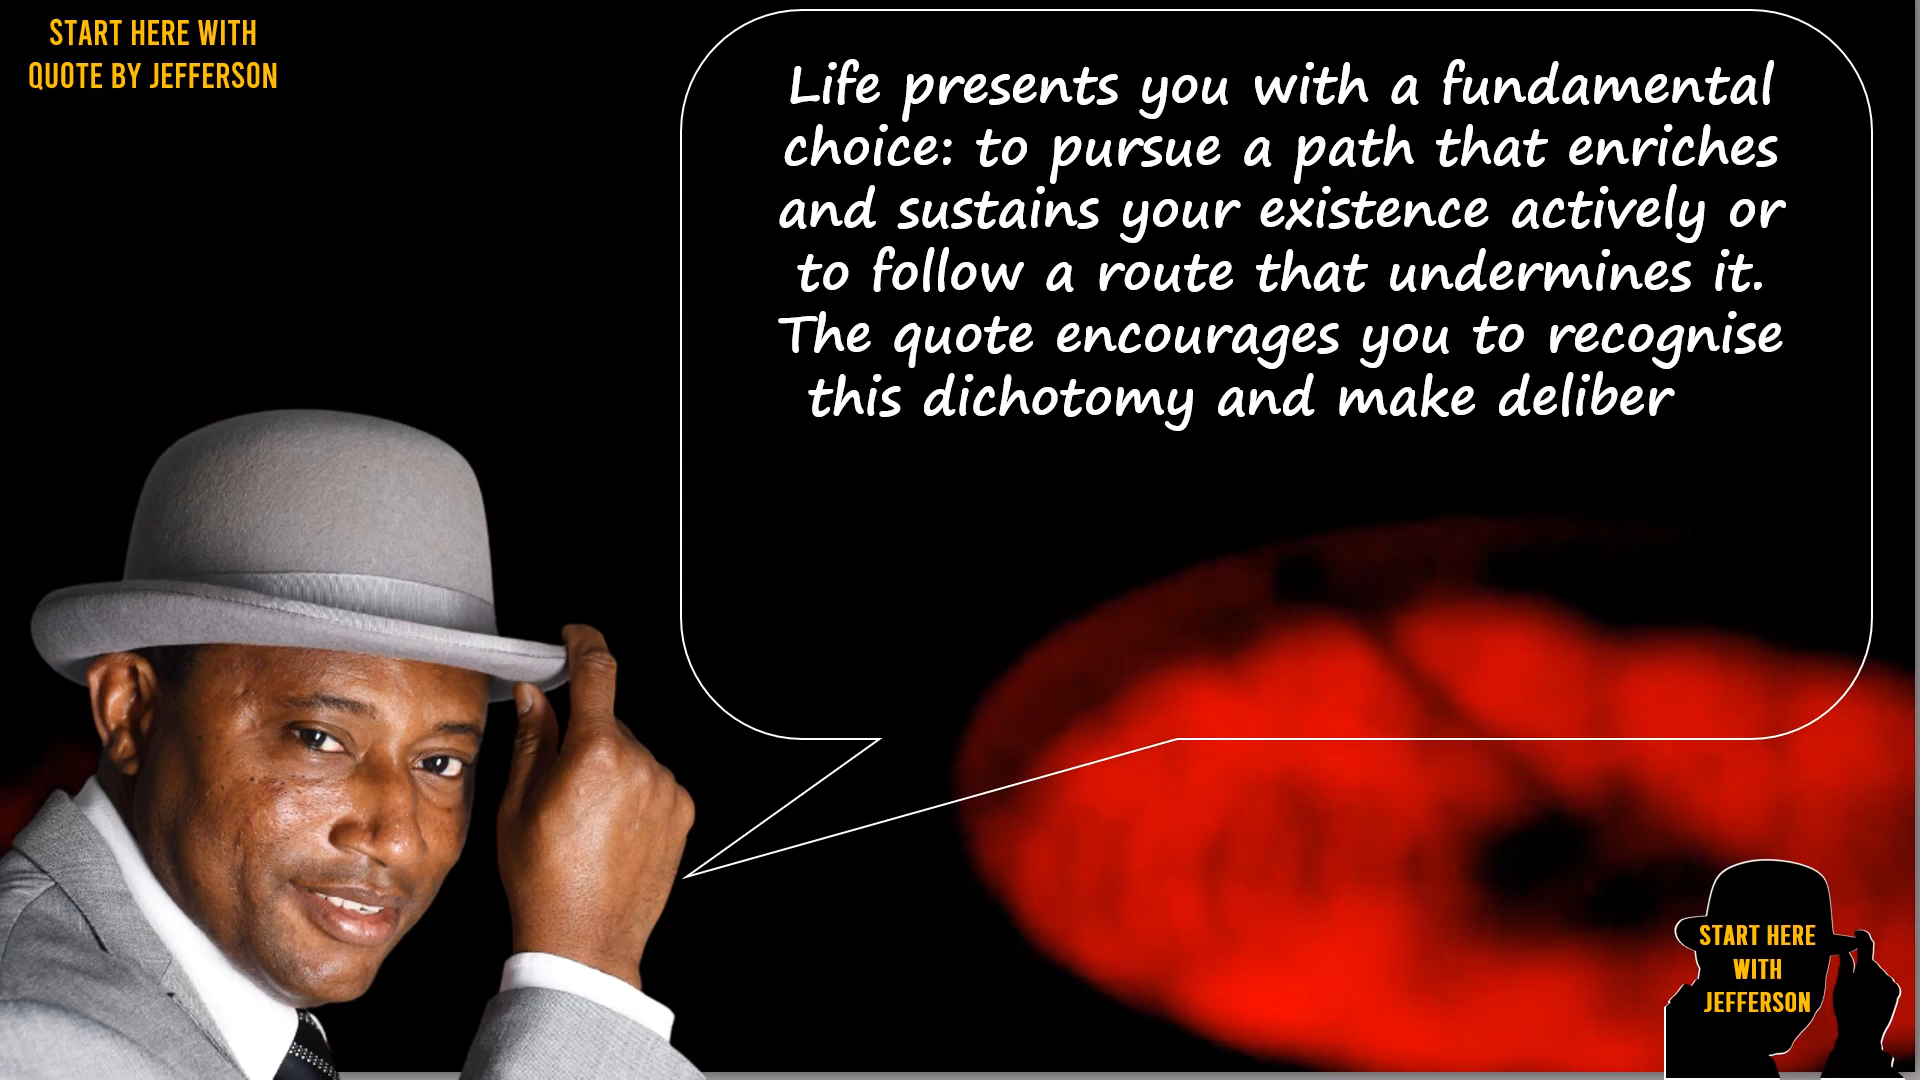 START HERE WITH
QUOTE BY JEFFERSON
Life presents you with a fundamental
choice: to pursue a path that enriches
and sustains your existence actively or
to follow a route that undermines it.
The quote encourages you to recognise
this dichotomy and make deliber
START HERE
WITH
JEFFERSON